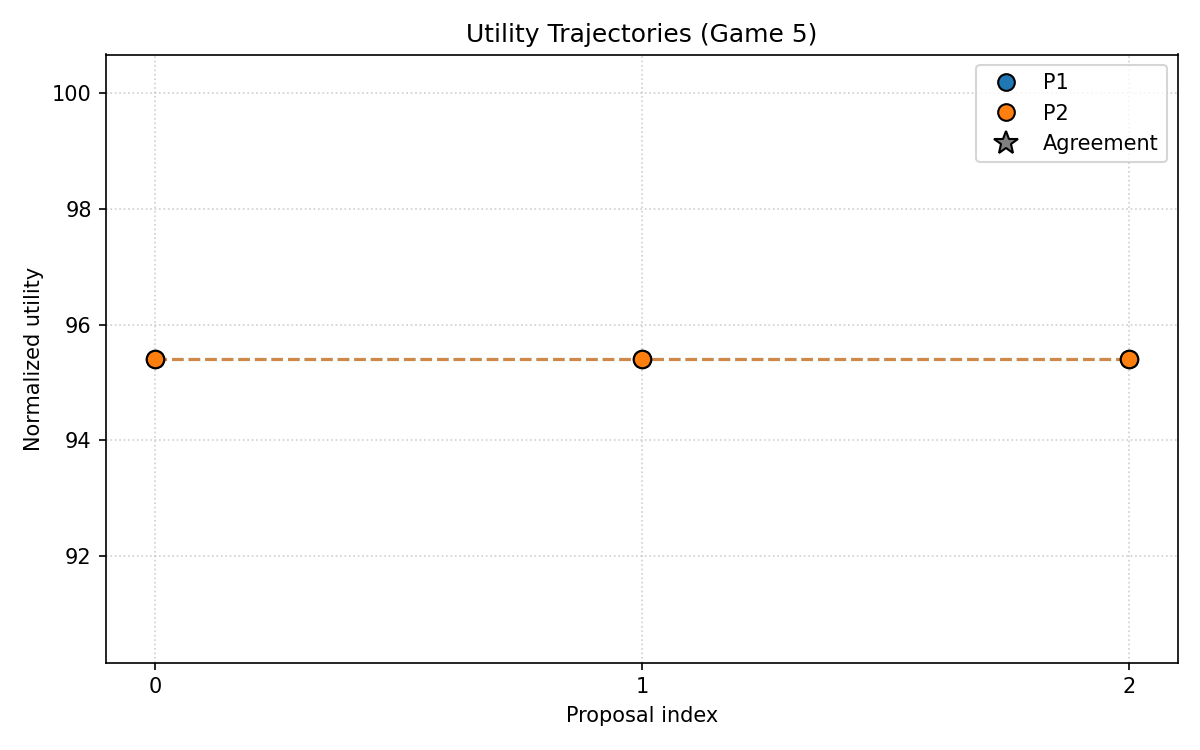 Utility Trajectories (Game 5)
P1
P2
Agreement
100
98
96
94
92
Normalized utility
0 1 2
Proposal index